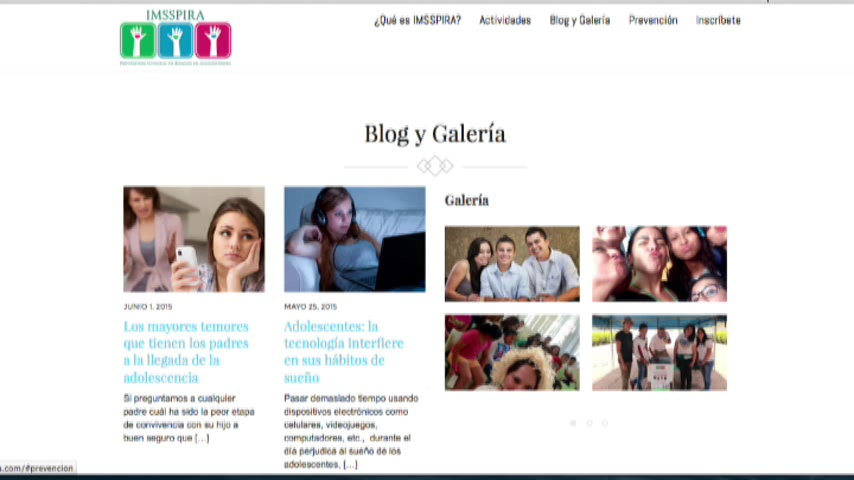 IMSSPIRA
¿Qué es IMSSPIRA? Actividades Blog y Galería Prevención Inscríbete
Blog y Galería
JUNIO 1, 2015
Los mayores temores
que tienen los padres
a la llegada de la
adolescencia
Si preguntamos a cualquier
padre cuál ha sido la peor etapa
de convivencia con su hijo a
buen seguro que [...]
MAYO 25, 2015
Adolescentes: la
tecnología interfiere
en sus hábitos de
sueño
Pasar demasiado tiempo usando
dispositivos electrónicos como
celulares, videojuegos,
computadores, etc., durante el
día perjudica al sueño de los
adolescentes, [...]
Galería
a.com/#prevencion